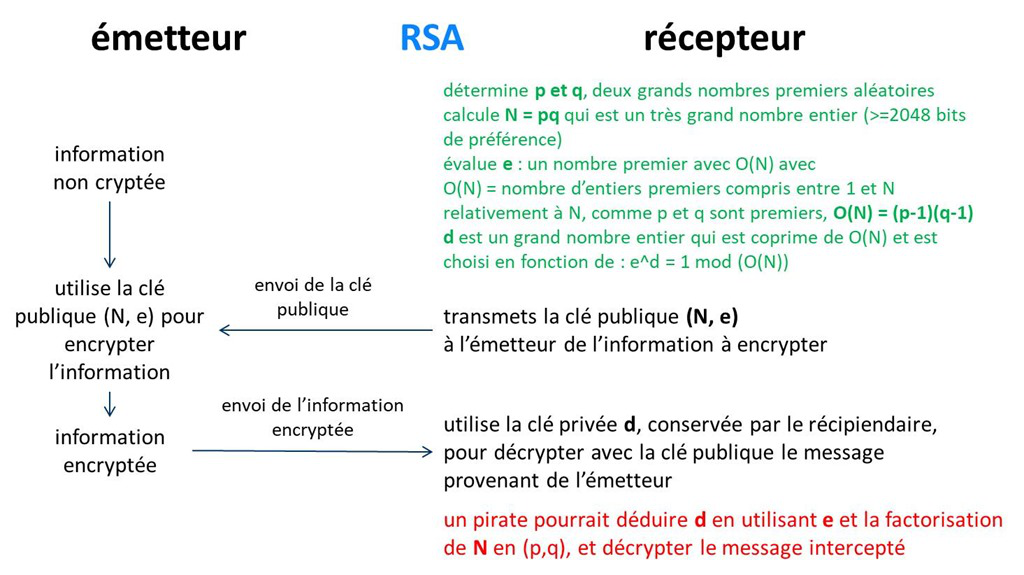 émetteur
RSA
récepteur
détermine p et q, deux grands nombres premiers aléatoires
calcule N = pq qui est un très grand nombre entier (>=2048 bits
de préférence)
évalue e : un nombre premier avec O(N) avec
O(N) = nombre d’entiers premiers compris entre 1 et N
relativement à N, comme p et q sont premiers, O(N) = (p-1)(q-1)
d est un grand nombre entier qui est coprime de O(N) et est
choisi en fonction de : e^d = 1 mod (O(N))
information
non cryptée
utilise la clé
publique (N, e) pour
encrypter
l’information
envoi de la clé
publique
transmets la clé publique (N, e)
à l’émetteur de l’information à encrypter
information
encryptée
envoi de l’information
encryptée
utilise la clé privée d, conservée par le récipiendaire,
pour décrypter avec la clé publique le message
provenant de l’émetteur
un pirate pourrait déduire d en utilisant e et la factorisation
de N en (p,q), et décrypter le message intercepté